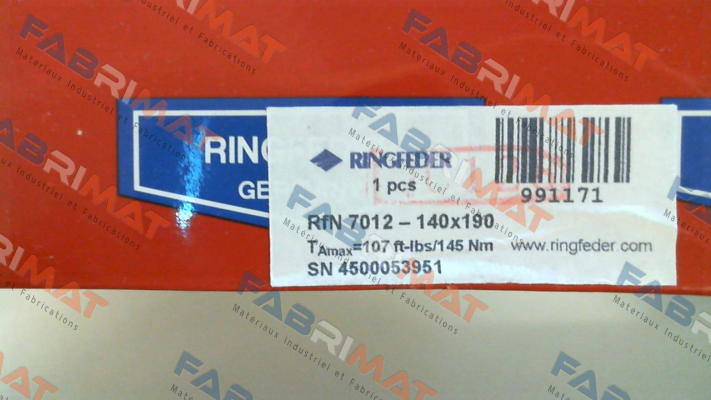 RING
GE
RINGFEDER
1 pcs
991171
RfN 7012 – 140x190
TAmax=107 ft-lbs/145 Nm www.ringfeder com
SN 4500053951
FABRIMAT
Materiaux Industriel et Fabrications